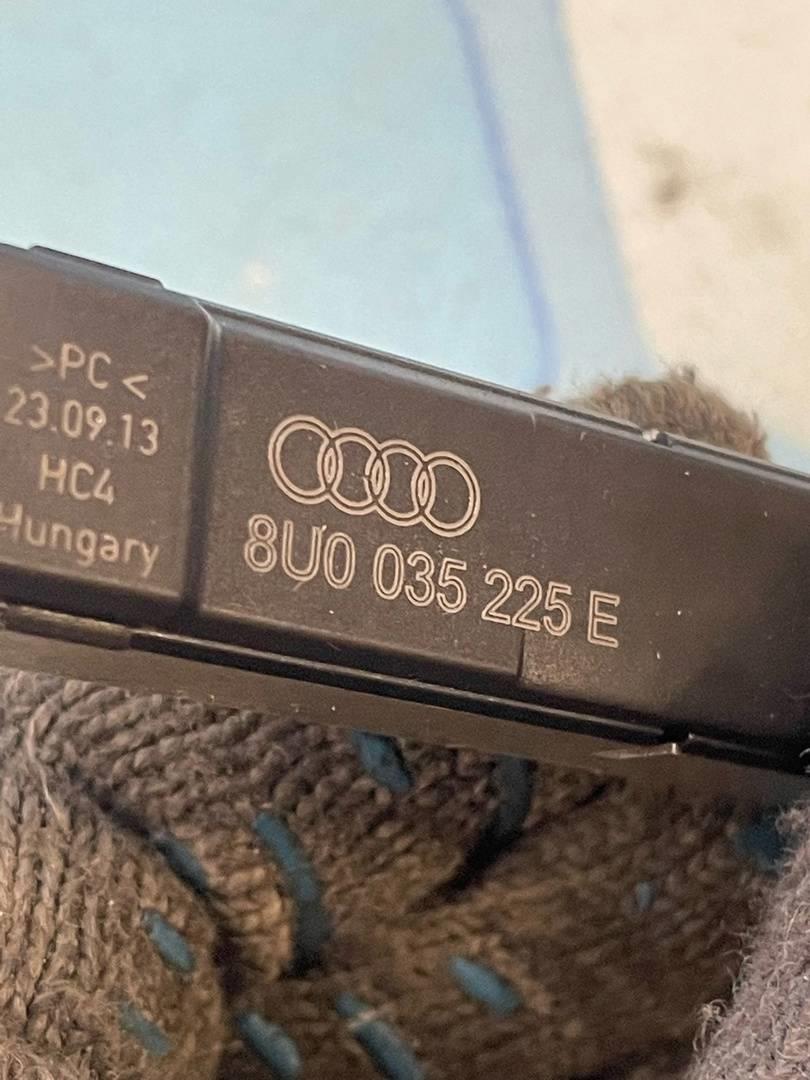 >PC<
23.09.13
HC4
Hungary
8U0 035 225 E